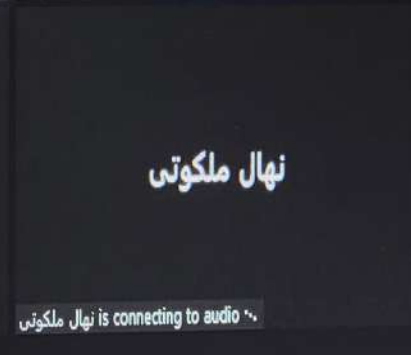 نهال ملکوتی
نهال ملکوتی is connecting to audio